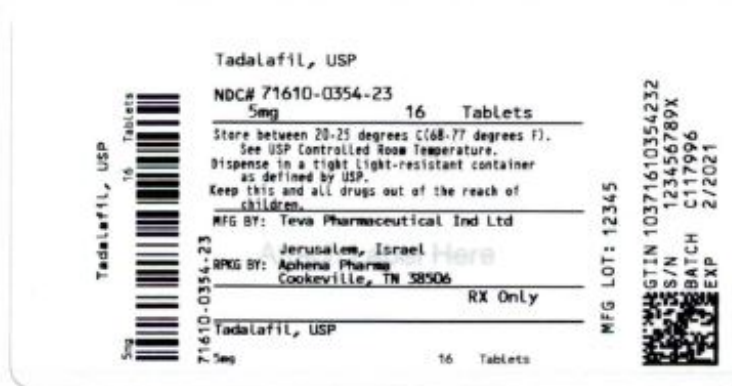 Tadalafil, USP
NDC# 71610-0354-23
5mg 16 Tablets
Store between 20-25 degrees C(68-77 degrees F).
See USP Controlled Room Temperature.
Dispense in a tight light-resistant container
as defined by USP.
Keep this and all drugs out of the reach of
children.
MFG BY: Teva Pharmaceutical Ind Ltd
Jerusalem, Israel
RPKG BY: Aphena Pharma
Cookeville, TN 38506
RX Only
Tadalafil, USP
5mg 16 Tablets
Tadalafil, USP
5mg 16 Tablets
71610-0354-23
MFG LOT: 12345
GTIN 10371610354232
S/N 123456789X
BATCH C117996
EXP 2/2021